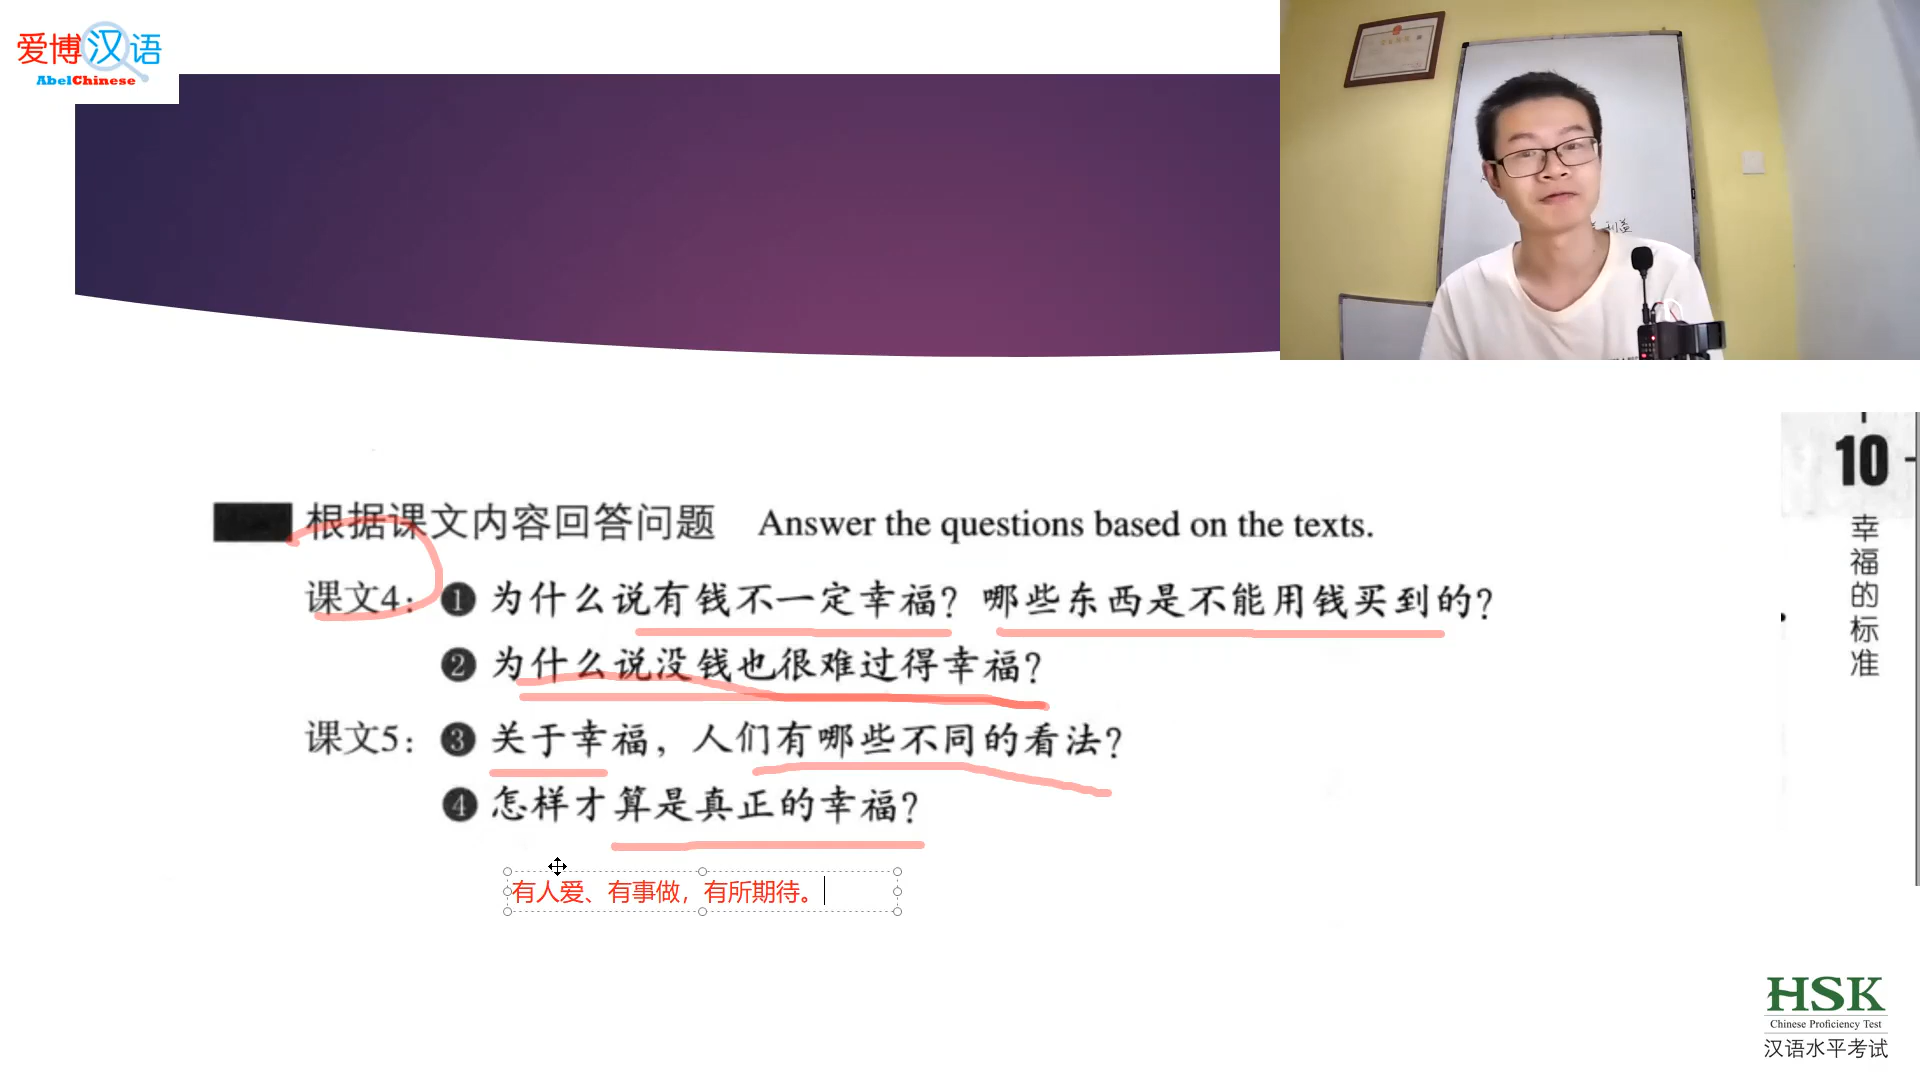 爱博汉语
AbelChinese
利益
根据课文内容回答问题 Answer the questions based on the texts.
课文4: ❶ 为什么说有钱不一定幸福? 哪些东西是不能用钱买到的?
❷ 为什么说没钱也很难过得幸福?
课文5: ❸ 关于幸福, 人们有哪些不同的看法?
❹ 怎样才算是真正的幸福?
有人爱、有事做，有所期待。
10
幸福的标准
HSK
Chinese Proficiency Test
汉语水平考试